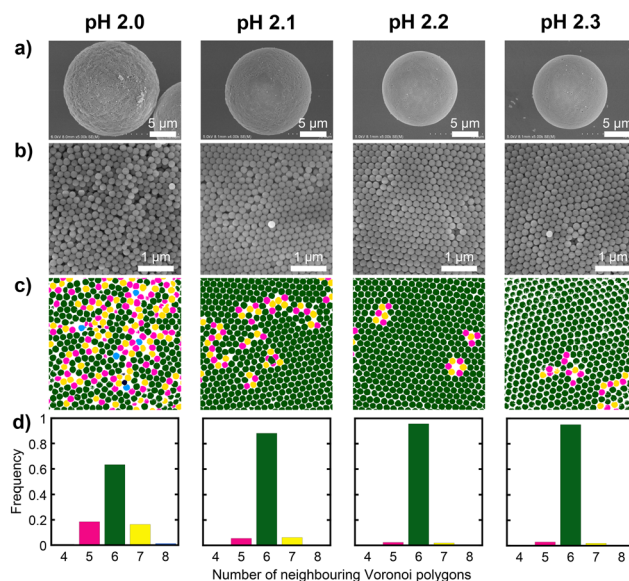 pH 2.0 pH 2.1 pH 2.2 pH 2.3
a)
5 μm 5 μm 5 μm 5 μm
b)
1 μm 1 μm 1 μm 1 μm
c)
d)
1
0.8
0.6
0.4
0.2
0
Frequency
4 5 6 7 8 4 5 6 7 8 4 5 6 7 8 4 5 6 7 8
Number of neighbouring Voronoi polygons